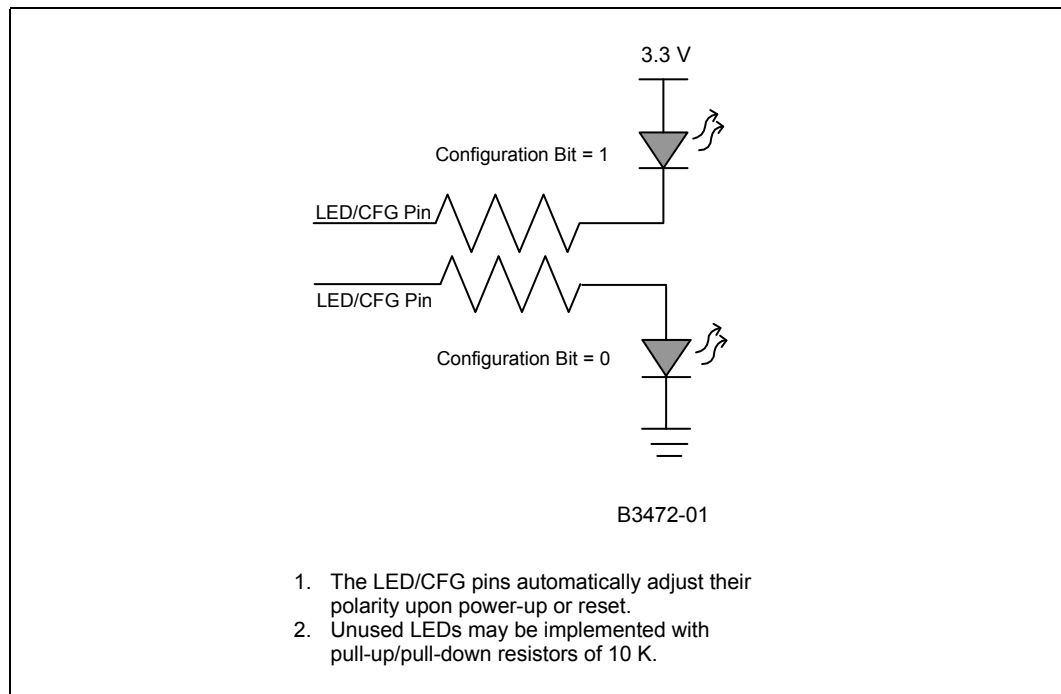 3.3 V
Configuration Bit = 1
LED/CFG Pin
LED/CFG Pin
Configuration Bit = 0
B3472-01
1. The LED/CFG pins automatically adjust their
polarity upon power-up or reset.
2. Unused LEDs may be implemented with
pull-up/pull-down resistors of 10 K.